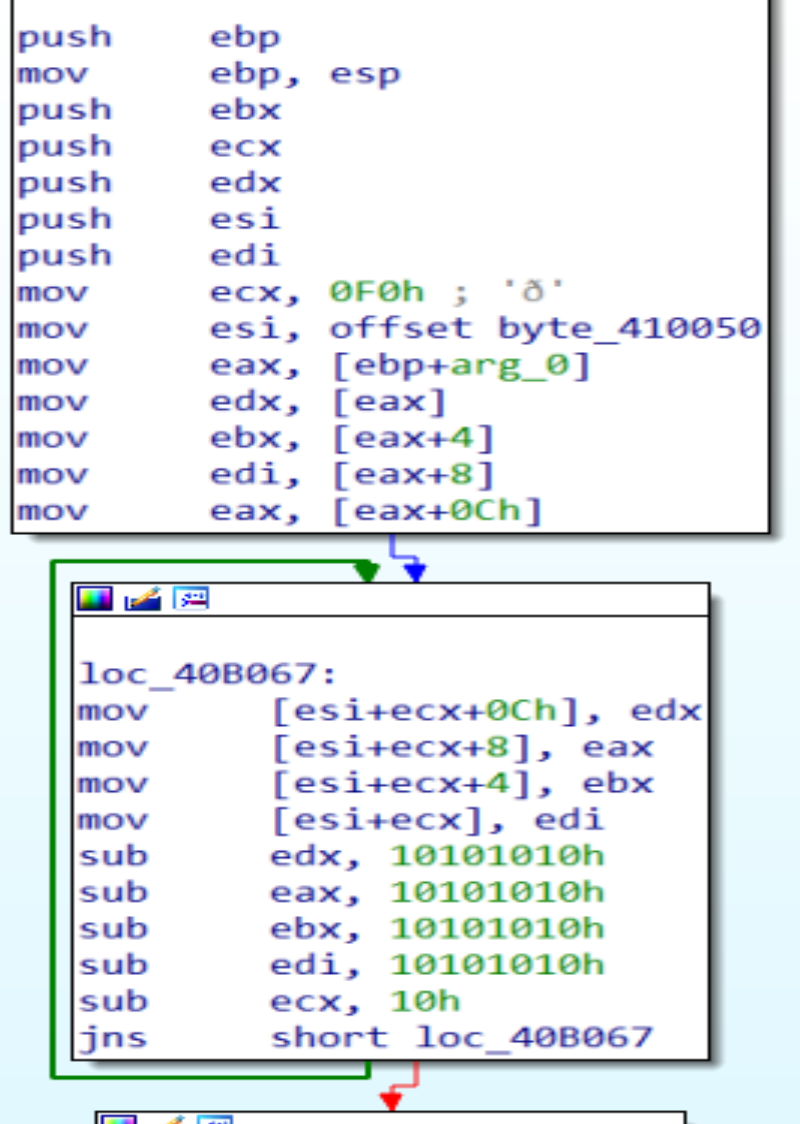 push ebp
mov ebp, esp
push ebx
push ecx
push edx
push esi
push edi
mov ecx, 0F0h ; 'ð'
mov esi, offset byte_410050
mov eax, [ebp+arg_0]
mov edx, [eax]
mov ebx, [eax+4]
mov edi, [eax+8]
mov eax, [eax+0Ch]
loc_40B067:
mov [esi+ecx+0Ch], edx
mov [esi+ecx+8], eax
mov [esi+ecx+4], ebx
mov [esi+ecx], edi
sub edx, 10101010h
sub eax, 10101010h
sub ebx, 10101010h
sub edi, 10101010h
sub ecx, 10h
jns short loc_40B067